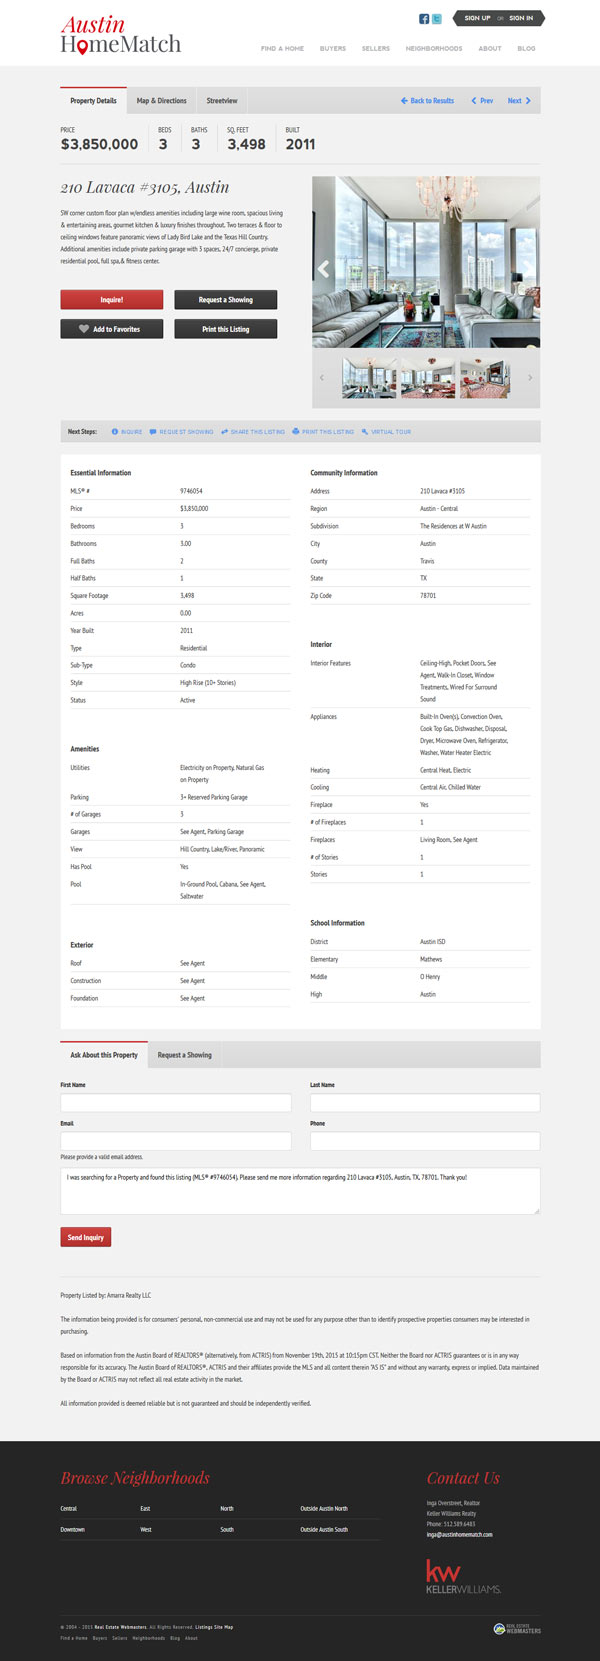 Austin
HomeMatch
SIGN UP OR SIGN IN
FIND A HOME BUYERS SELLERS NEIGHBORHOODS ABOUT BLOG
Property Details Map & Directions Streetview Back to Results Prev Next
PRICE BEDS BATHS SQ. FEET BUILT
$3,850,000 3 3 3,498 2011
210 Lavaca #3105, Austin
SW corner custom floor plan w/endless amenities including large wine room, spacious living
& entertaining areas, gourmet kitchen & luxury finishes throughout. Two terraces & floor to
ceiling windows feature panoramic views of Lady Bird Lake and the Texas Hill Country.
Additional amenities include private parking garage with 3 spaces, 24/7 concierge, private
residential pool, full spa,& fitness center.
Inquire! Request a Showing
Add to Favorites Print this Listing
Next Steps: INQUIRE REQUEST SHOWING SHARE THIS LISTING PRINT THIS LISTING VIRTUAL TOUR
Essential Information
MLS® # 9746054
Price $3,850,000
Bedrooms 3
Bathrooms 3.00
Full Baths 2
Half Baths 1
Square Footage 3,498
Acres 0.00
Year Built 2011
Type Residential
Sub-Type Condo
Style High Rise (10+ Stories)
Status Active
Amenities
Utilities Electricity on Property, Natural Gas
on Property
Parking 3+ Reserved Parking Garage
# of Garages 3
Garages See Agent, Parking Garage
View Hill Country, Lake/River, Panoramic
Has Pool Yes
Pool In-Ground Pool, Cabana, See Agent,
Saltwater
Exterior
Roof See Agent
Construction See Agent
Foundation See Agent
Community Information
Address 210 Lavaca #3105
Region Austin - Central
Subdivision The Residences at W Austin
City Austin
County Travis
State TX
Zip Code 78701
Interior
Interior Features Ceiling-High, Pocket Doors, See
Agent, Walk-In Closet, Window
Treatments, Wired For Surround
Sound
Appliances Built-In Oven(s), Convection Oven,
Cook Top Gas, Dishwasher, Disposal,
Dryer, Microwave Oven, Refrigerator,
Washer, Water Heater Electric
Heating Central Heat, Electric
Cooling Central Air, Chilled Water
Fireplace Yes
# of Fireplaces 1
Fireplaces Living Room, See Agent
# of Stories 1
Stories 1
School Information
District Austin ISD
Elementary Mathews
Middle O Henry
High Austin
Ask About this Property Request a Showing
First Name Last Name
Email Phone
Please provide a valid email address.
I was searching for a Property and found this listing (MLS® #9746054). Please send me more information regarding 210 Lavaca #3105, Austin, TX, 78701. Thank you!
Send Inquiry
Property Listed by: Amarra Realty LLC
The information being provided is for consumers' personal, non-commercial use and may not be used for any purpose other than to identify prospective properties consumers may be interested in
purchasing.
Based on information from the Austin Board of REALTORS® (alternatively, from ACTRIS) from November 19th, 2015 at 10:15pm CST. Neither the Board nor ACTRIS guarantees or is in any way
responsible for its accuracy. The Austin Board of REALTORS®, ACTRIS and their affiliates provide the MLS and all content therein "AS IS" and without any warranty, express or implied. Data maintained
by the Board or ACTRIS may not reflect all real estate activity in the market.
All information provided is deemed reliable but is not guaranteed and should be independently verified.
Browse Neighborhoods
Central East North Outside Austin North
Downtown West South Outside Austin South
Contact Us
Inga Overstreet, Realtor
Keller Williams Realty
Phone: 512.589.6483
inga@austinhomematch.com
kw
KELLERWILLIAMS.
© 2004 - 2015 Real Estate Webmasters. All Rights Reserved. Listings Site Map
Find a Home Buyers Sellers Neighborhoods Blog About
REAL ESTATE
WEBMASTERS